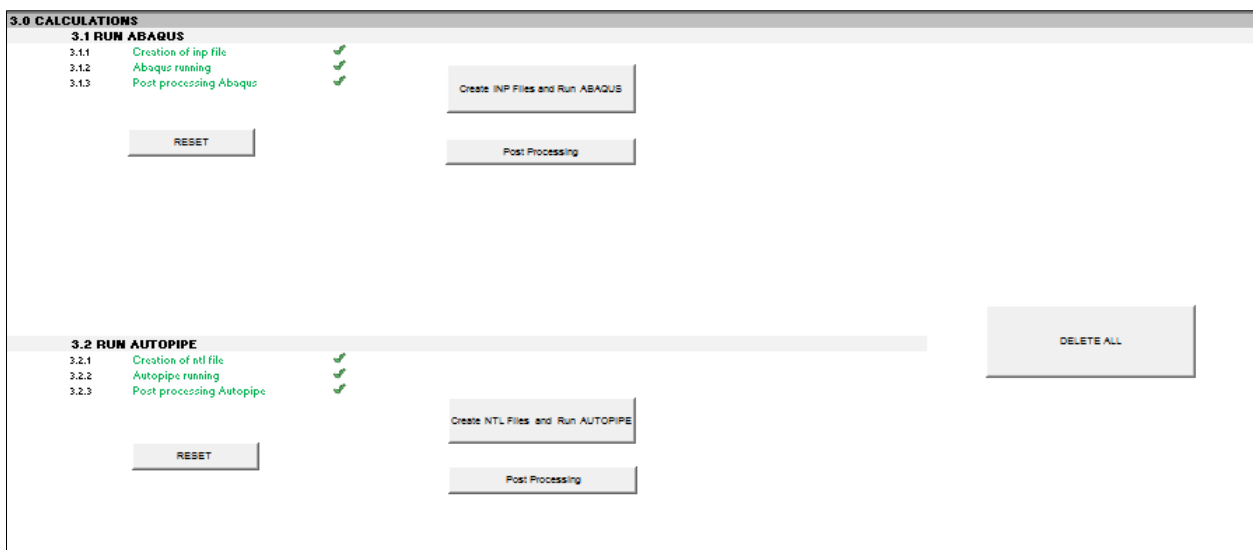 3.0 CALCULATIONS
3.1 RUN ABAQUS
3.1.1 Creation of inp file
3.1.2 Abaqus running
3.1.3 Post processing Abaqus
Create INP Files and Run ABAQUS
RESET
Post Processing
DELETE ALL
3.2 RUN AUTOPIPE
3.2.1 Creation of ntl file
3.2.2 Autopipe running
3.2.3 Post processing Autopipe
Create NTL Files and Run AUTOPIPE
RESET
Post Processing